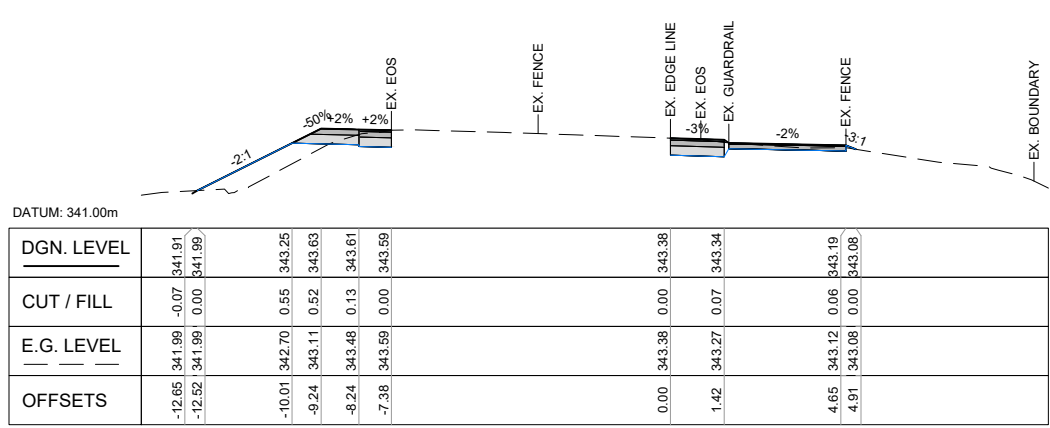 EX. EOS
EX. FENCE
EX. EDGE LINE
EX. EOS
EX. GUARDRAIL
EX. FENCE
EX. BOUNDARY
-2:1
-50%
+2%
+2%
-3%
-2%
-3:1
DATUM: 341.00m
DGN. LEVEL 341.91 341.99 343.25 343.63 343.61 343.59 343.38 343.34 343.19 343.08
CUT / FILL -0.07 0.00 0.55 0.52 0.13 0.00 0.00 0.07 0.06 0.00
E.G. LEVEL 341.99 341.99 342.70 343.11 343.48 343.59 343.38 343.27 343.12 343.08
OFFSETS -12.65 -12.52 -10.01 -9.24 -8.24 -7.38 0.00 1.42 4.65 4.91